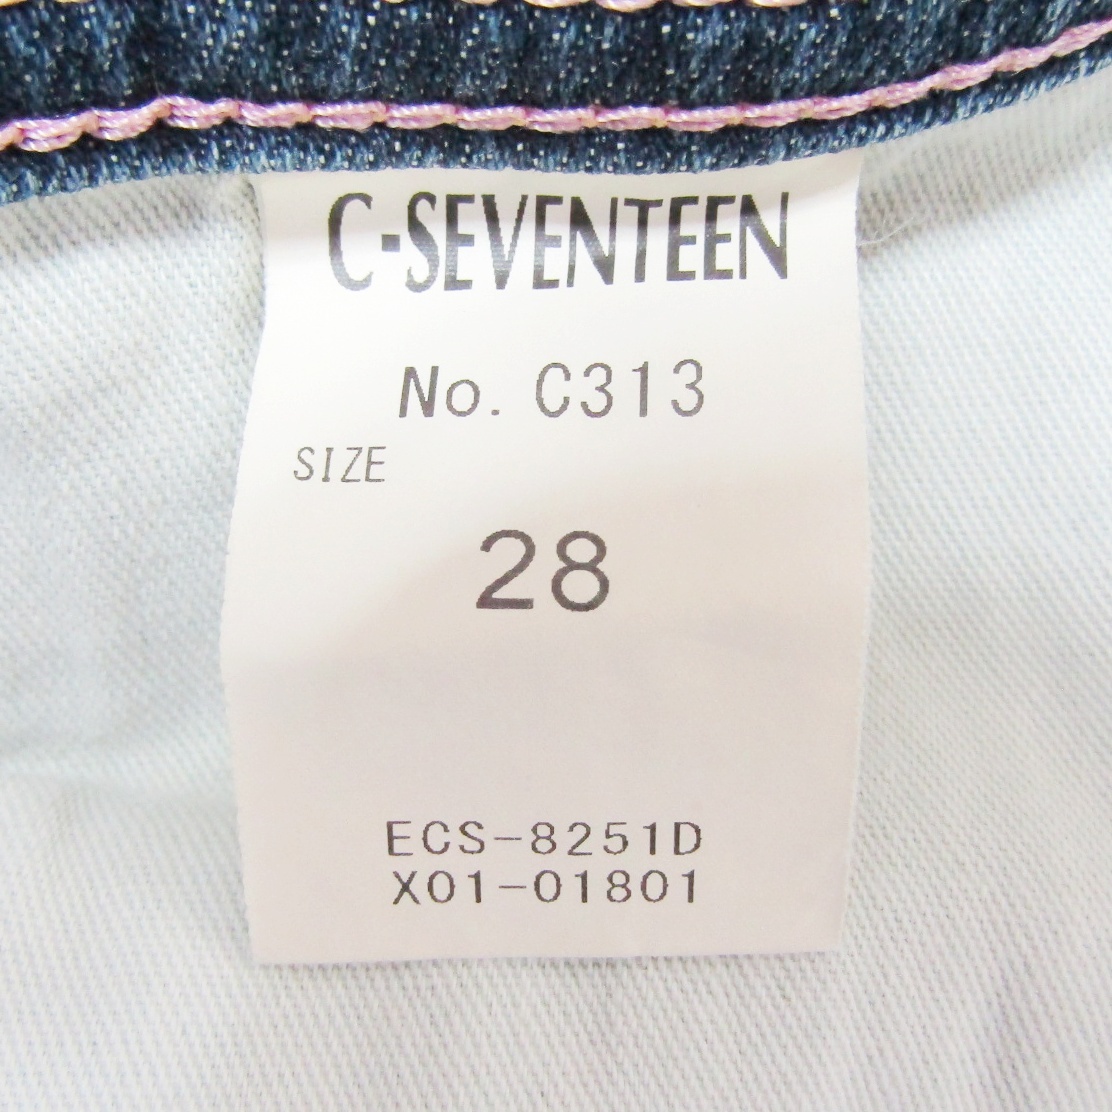 C-SEVENTEEN
No. C313
SIZE
28
ECS-8251D
X01-01801